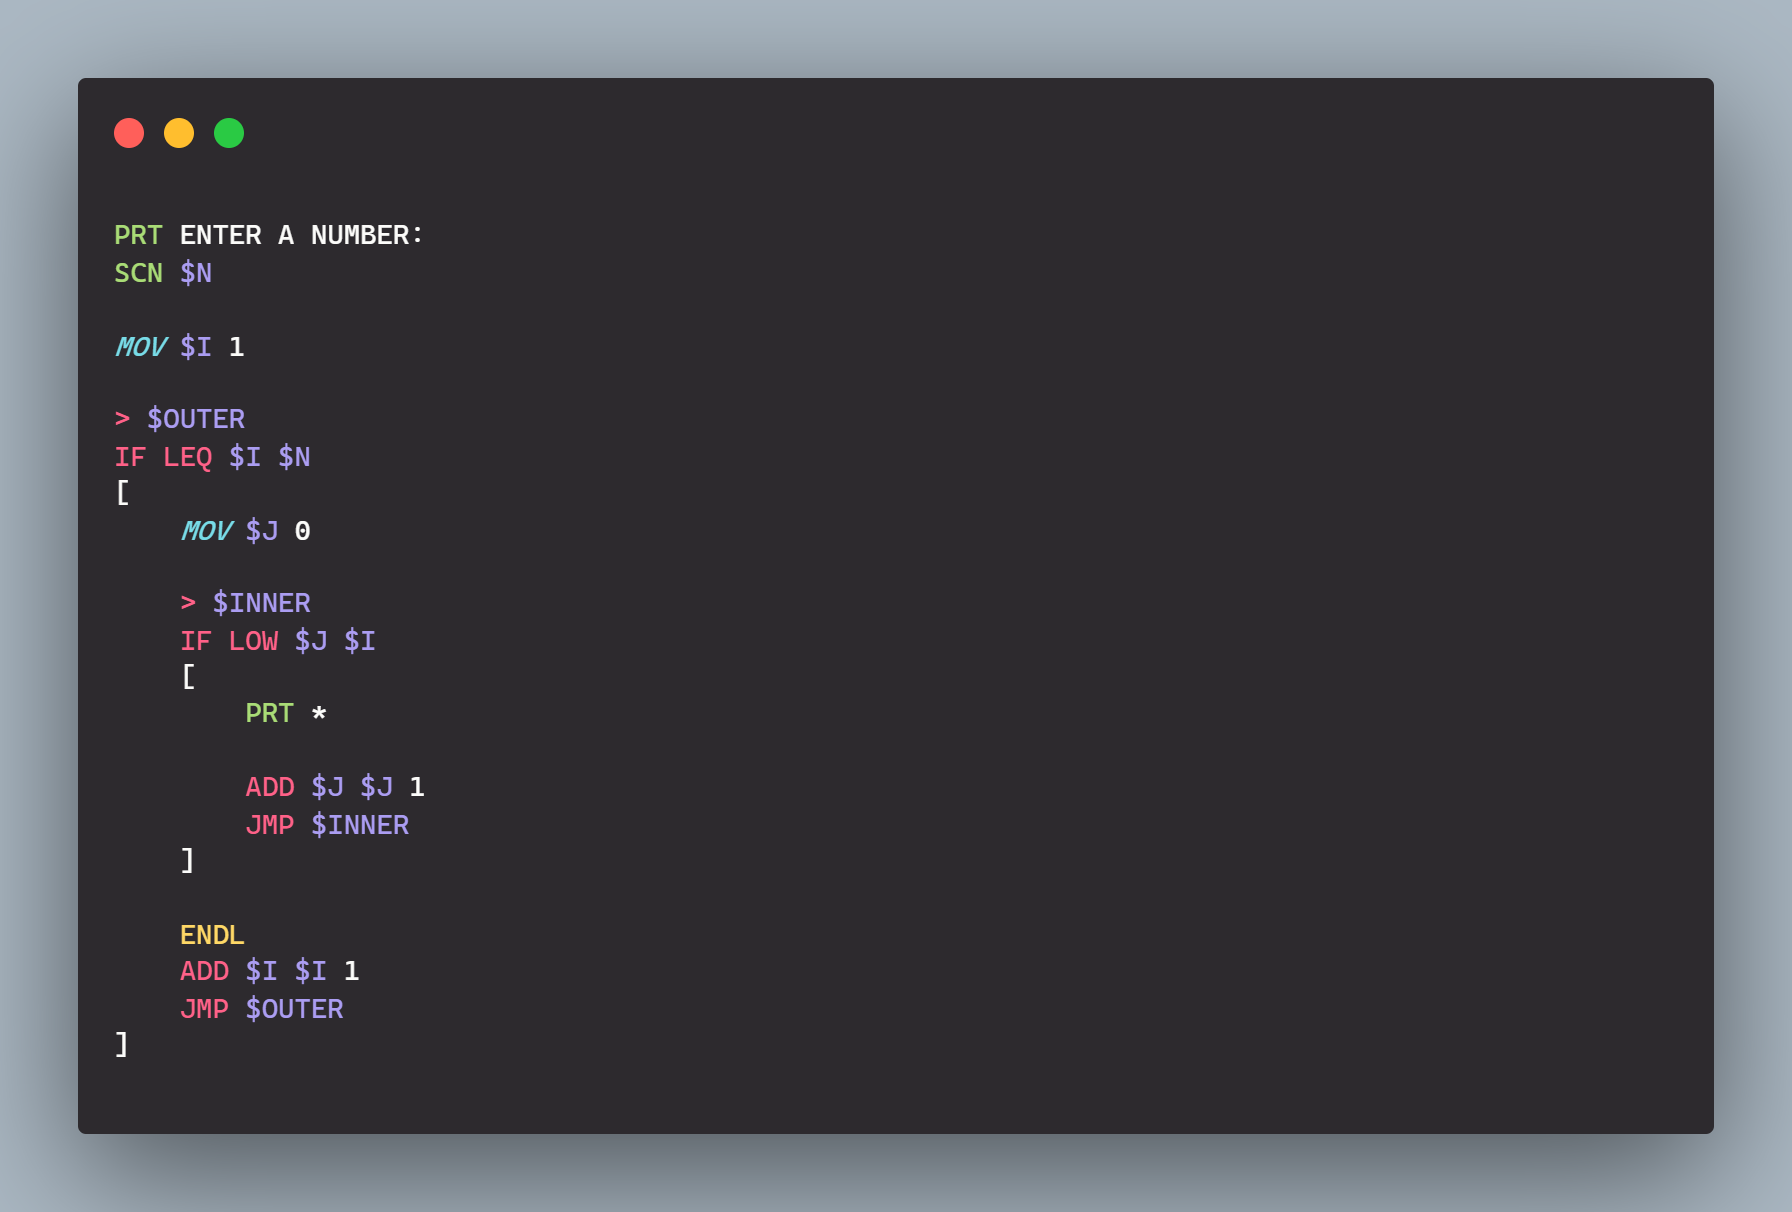 PRT ENTER A NUMBER:
SCN $N
MOV $I 1
> $OUTER
IF LEQ $I $N
[
MOV $J 0
> $INNER
IF LOW $J $I
[
PRT *
ADD $J $J 1
JMP $INNER
]
ENDL
ADD $I $I 1
JMP $OUTER
]